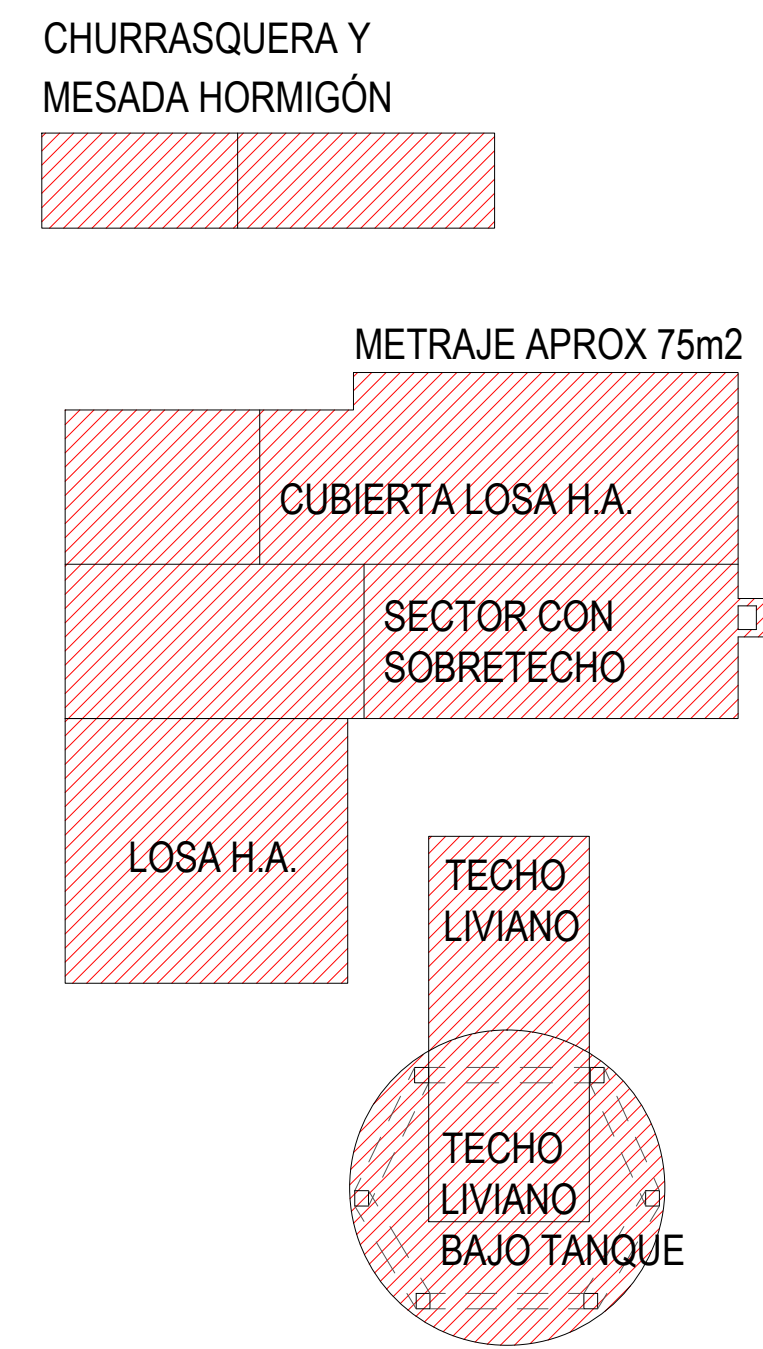 CHURRASQUERA Y
MESADA HORMIGÓN
METRAJE APROX 75m2
CUBIERTA LOSA H.A.
SECTOR CON
SOBRETECHO
LOSA H.A.
TECHO
LIVIANO
TECHO
LIVIANO
BAJO TANQUE